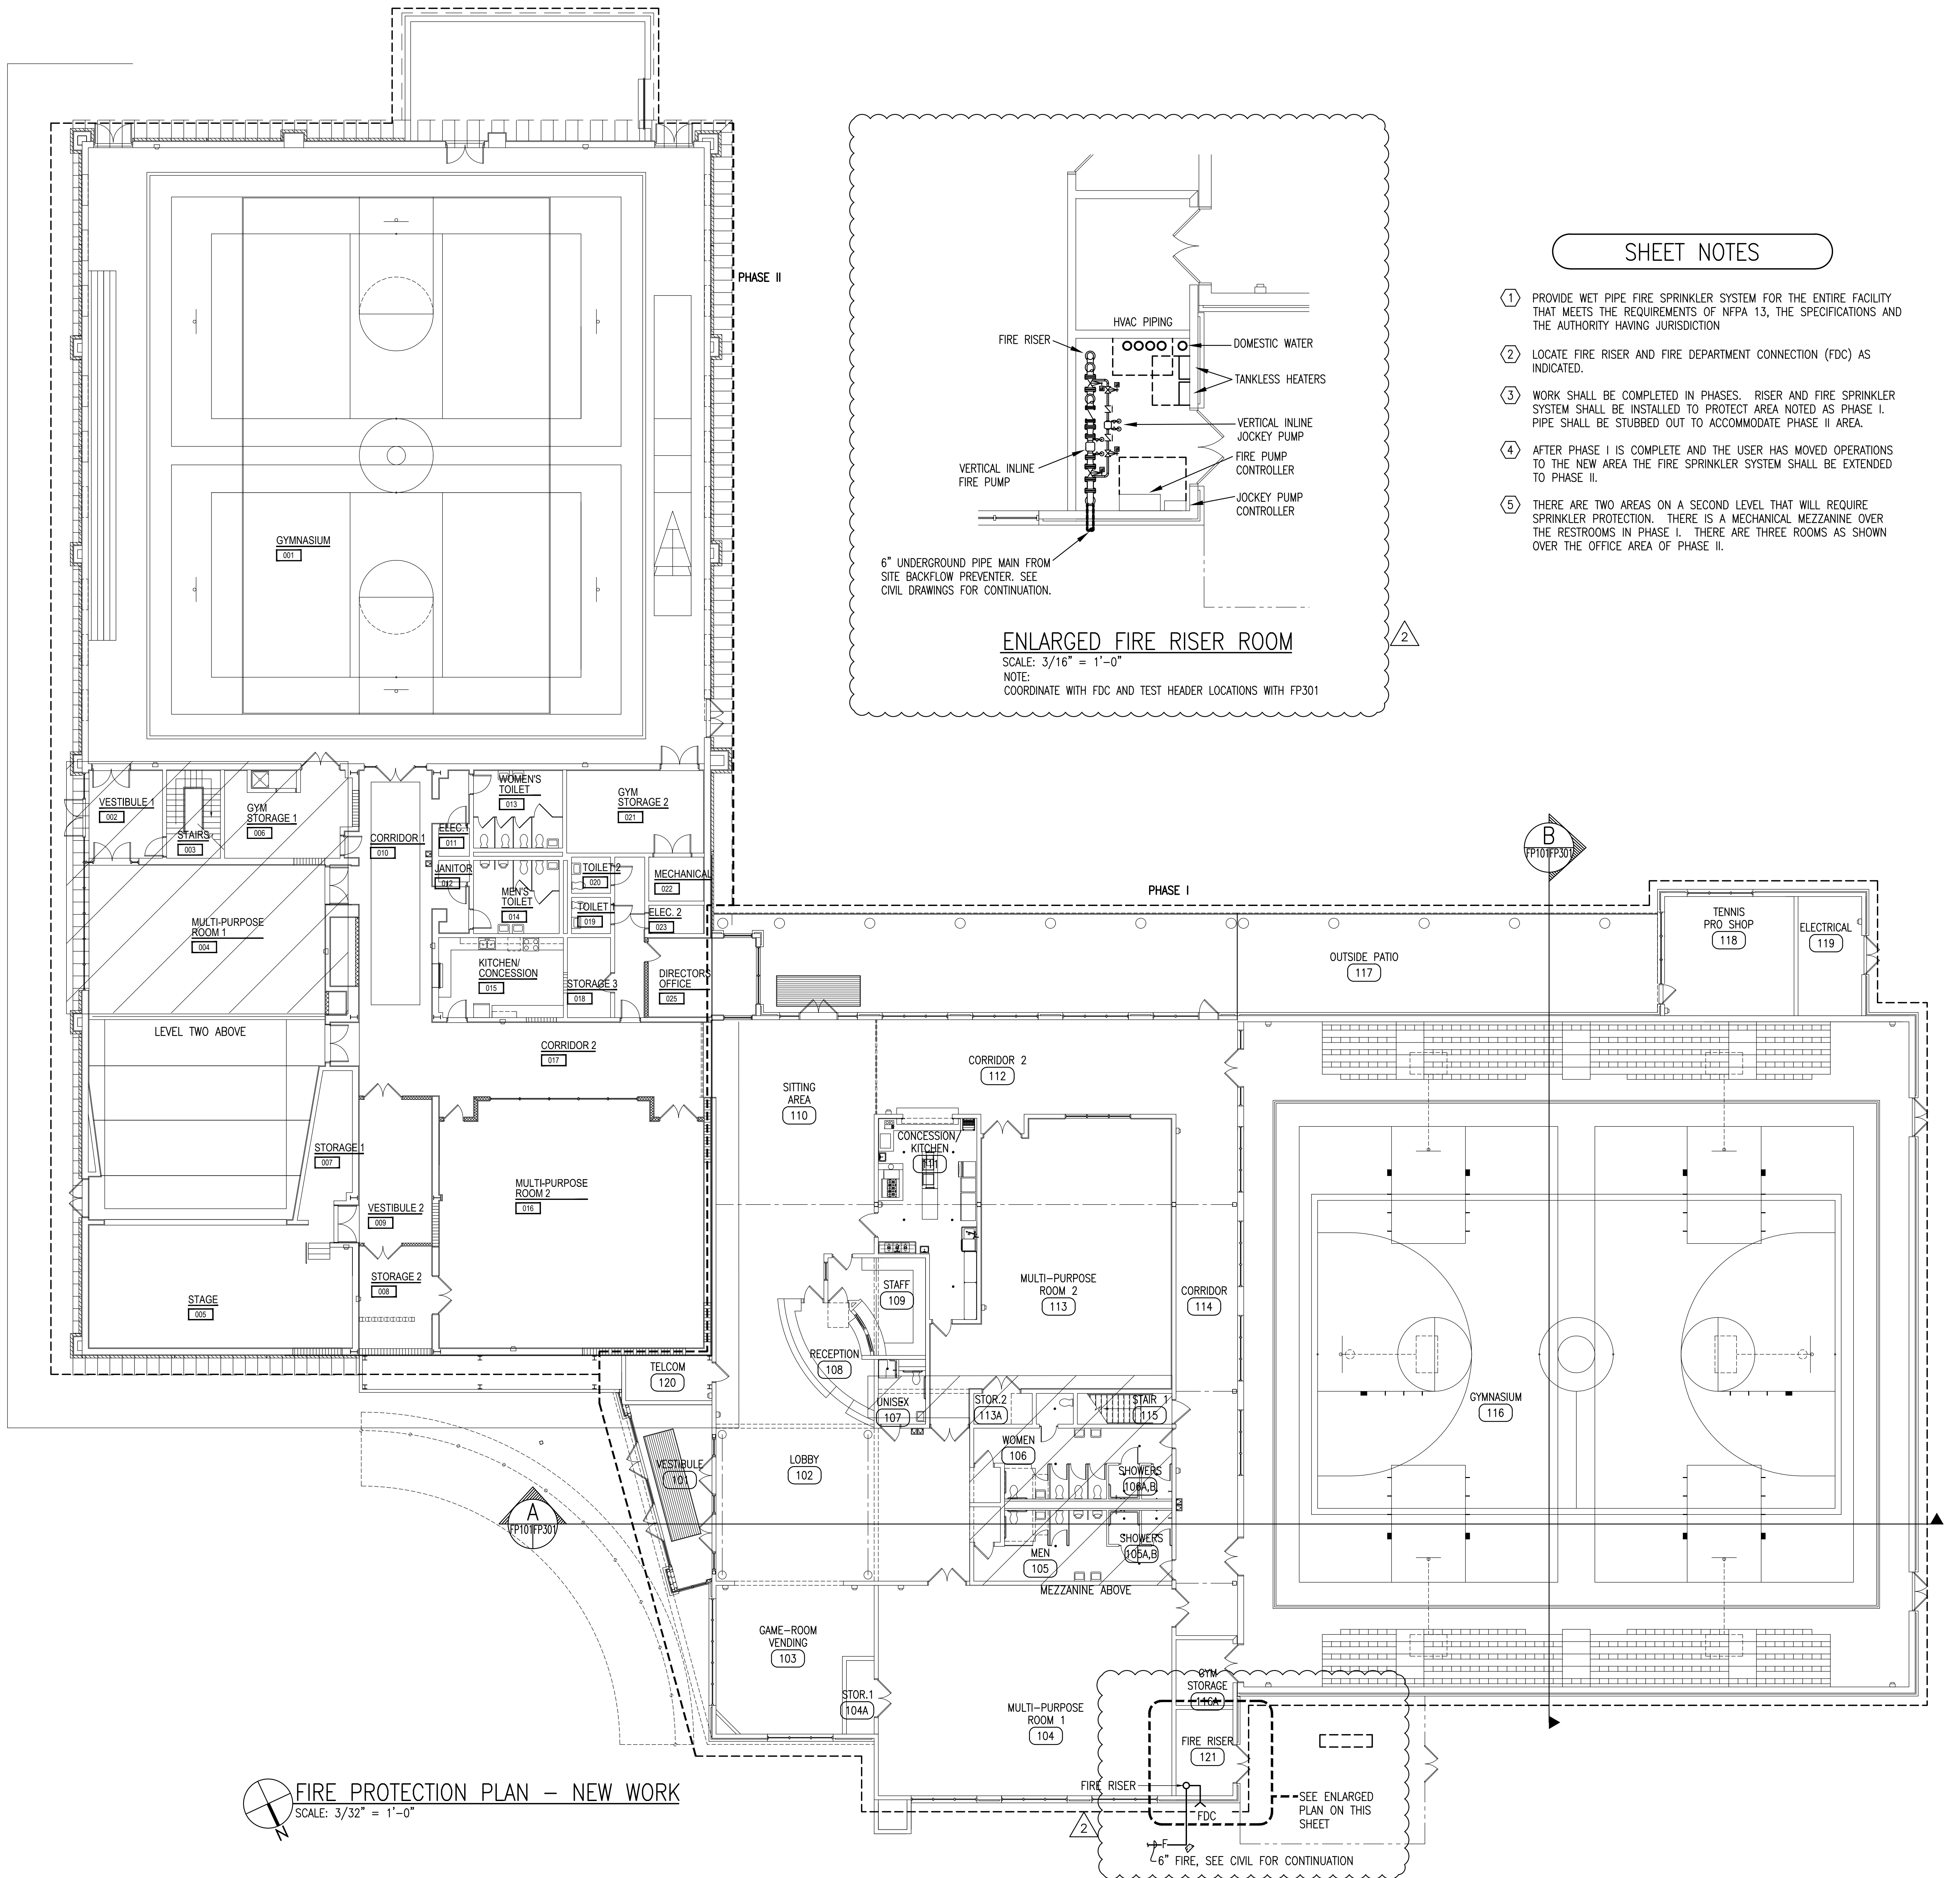 PHASE II
FIRE RISER
HVAC PIPING
DOMESTIC WATER
TANKLESS HEATERS
VERTICAL INLINE
JOCKEY PUMP
FIRE PUMP
CONTROLLER
VERTICAL INLINE
FIRE PUMP
JOCKEY PUMP
CONTROLLER
6" UNDERGROUND PIPE MAIN FROM
SITE BACKFLOW PREVENTER. SEE
CIVIL DRAWINGS FOR CONTINUATION.
ENLARGED FIRE RISER ROOM
SCALE: 3/16" = 1'-0"
NOTE:
COORDINATE WITH FDC AND TEST HEADER LOCATIONS WITH FP301
2
SHEET NOTES
1 PROVIDE WET PIPE FIRE SPRINKLER SYSTEM FOR THE ENTIRE FACILITY
THAT MEETS THE REQUIREMENTS OF NFPA 13, THE SPECIFICATIONS AND
THE AUTHORITY HAVING JURISDICTION
2 LOCATE FIRE RISER AND FIRE DEPARTMENT CONNECTION (FDC) AS
INDICATED.
3 WORK SHALL BE COMPLETED IN PHASES. RISER AND FIRE SPRINKLER
SYSTEM SHALL BE INSTALLED TO PROTECT AREA NOTED AS PHASE I.
PIPE SHALL BE STUBBED OUT TO ACCOMMODATE PHASE II AREA.
4 AFTER PHASE I IS COMPLETE AND THE USER HAS MOVED OPERATIONS
TO THE NEW AREA THE FIRE SPRINKLER SYSTEM SHALL BE EXTENDED
TO PHASE II.
5 THERE ARE TWO AREAS ON A SECOND LEVEL THAT WILL REQUIRE
SPRINKLER PROTECTION. THERE IS A MECHANICAL MEZZANINE OVER
THE RESTROOMS IN PHASE I. THERE ARE THREE ROOMS AS SHOWN
OVER THE OFFICE AREA OF PHASE II.
GYMNASIUM
001
VESTIBULE 1
002
STAIRS
003
GYM
STORAGE 1
006
CORRIDOR 1
010
ELEC.1
011
JANITOR
012
WOMEN'S
TOILET
013
GYM
STORAGE 2
021
MEN'S
TOILET
014
TOILET 2
020
TOILET 1
019
MECHANICAL
022
ELEC. 2
023
MULTI-PURPOSE
ROOM 1
004
KITCHEN/
CONCESSION
015
STORAGE 3
018
DIRECTORS
OFFICE
025
LEVEL TWO ABOVE
CORRIDOR 2
017
STORAGE 1
007
VESTIBULE 2
009
MULTI-PURPOSE
ROOM 2
016
STORAGE 2
008
STAGE
005
PHASE I
B
FP101 FP301
OUTSIDE PATIO
117
TENNIS
PRO SHOP
118
ELECTRICAL
119
CORRIDOR 2
112
SITTING
AREA
110
CONCESSION/
KITCHEN
111
STAFF
109
MULTI-PURPOSE
ROOM 2
113
CORRIDOR
114
RECEPTION
108
TELCOM
120
UNISEX
107
STOR.2
113A
STAIR 1
115
GYMNASIUM
116
WOMEN
106
SHOWERS
106A,B
VESTIBULE
101
LOBBY
102
A
FP101 FP301
MEN
105
SHOWERS
105A,B
MEZZANINE ABOVE
GAME-ROOM
VENDING
103
STOR.1
104A
MULTI-PURPOSE
ROOM 1
104
GYM
STORAGE
116A
FIRE RISER
121
FIRE RISER
FDC
SEE ENLARGED
PLAN ON THIS
SHEET
2
F
6" FIRE, SEE CIVIL FOR CONTINUATION
FIRE PROTECTION PLAN - NEW WORK
SCALE: 3/32" = 1'-0"
N